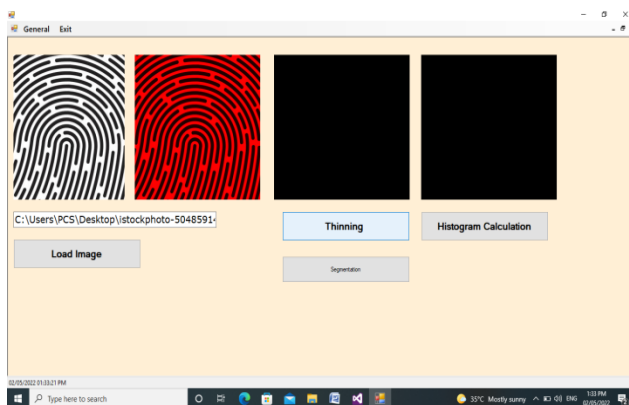 General Exit
C:\Users\PCS\Desktop\istockphoto-5048591
Thinning
Histogram Calculation
Load Image
Segmentation
02/05/2022 01:33:21 PM
Type here to search
35°C Mostly sunny
ENG
1:33 PM
02/05/2022